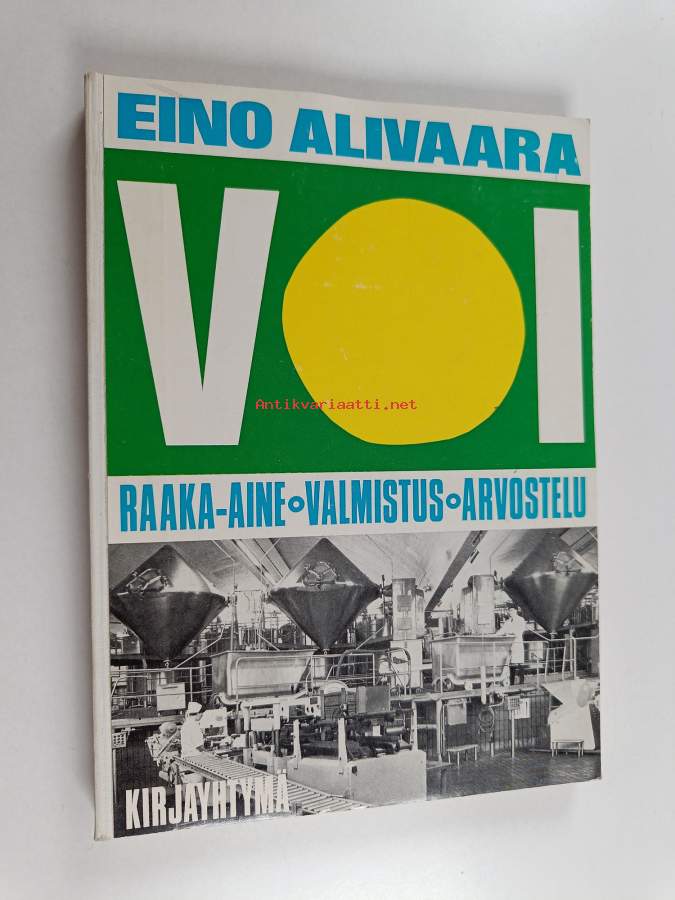 EINO ALIVAARA
VOI
Antikvariaatti.net
RAAKA-AINE•VALMISTUS•ARVOSTELU
KIRJAYHTYMÄ